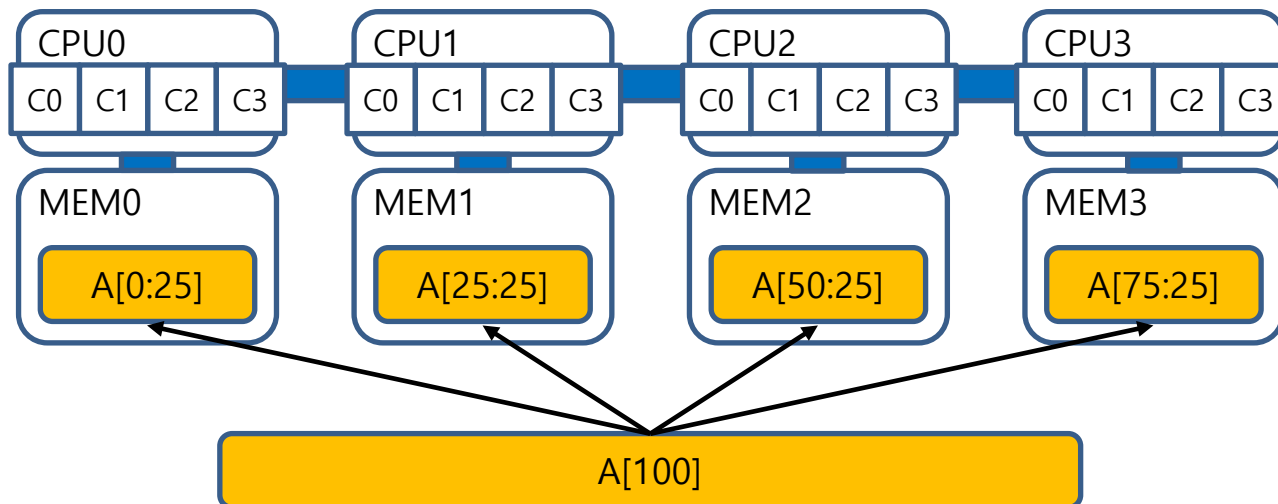 CPU0
CPU1
CPU2
CPU3
C0 C1 C2 C3
C0 C1 C2 C3
C0 C1 C2 C3
C0 C1 C2 C3
MEM0
MEM1
MEM2
MEM3
A[0:25]
A[25:25]
A[50:25]
A[75:25]
A[100]